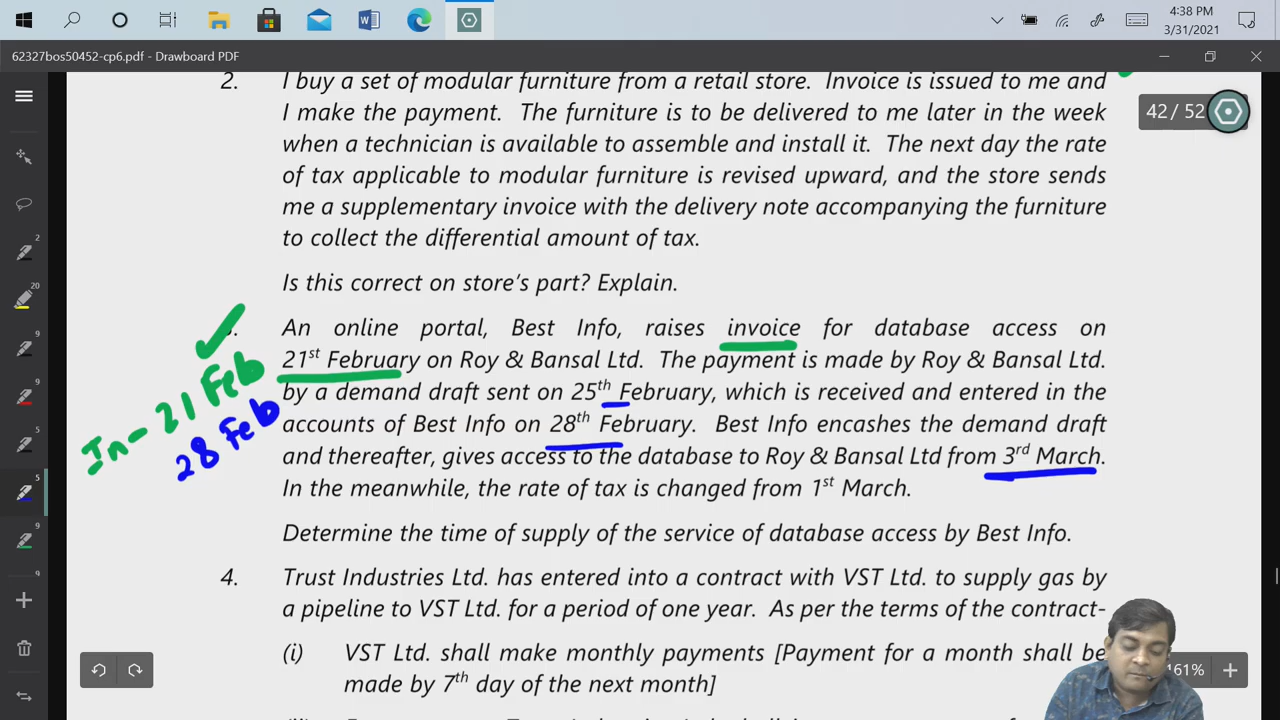 4:38 PM
3/31/2021
62327bos50452-cp6.pdf - Drawboard PDF
42 / 52
2. I buy a set of modular furniture from a retail store. Invoice is issued to me and
I make the payment. The furniture is to be delivered to me later in the week
when a technician is available to assemble and install it. The next day the rate
of tax applicable to modular furniture is revised upward, and the store sends
me a supplementary invoice with the delivery note accompanying the furniture
to collect the differential amount of tax.
Is this correct on store's part? Explain.
An online portal, Best Info, raises invoice for database access on
21st February on Roy & Bansal Ltd. The payment is made by Roy & Bansal Ltd.
by a demand draft sent on 25th February, which is received and entered in the
accounts of Best Info on 28th February. Best Info encashes the demand draft
and thereafter, gives access to the database to Roy & Bansal Ltd from 3rd March.
In the meanwhile, the rate of tax is changed from 1st March.
In - 21 Feb
28 Feb
Determine the time of supply of the service of database access by Best Info.
4. Trust Industries Ltd. has entered into a contract with VST Ltd. to supply gas by
a pipeline to VST Ltd. for a period of one year. As per the terms of the contract-
(i) VST Ltd. shall make monthly payments [Payment for a month shall be
made by 7th day of the next month]
161%
2
20
9
9
5
5
9
9